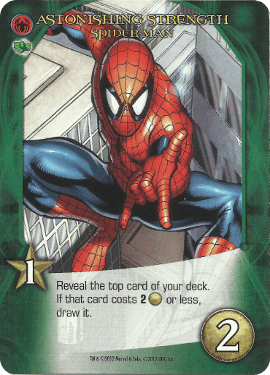 ASTONISHING STRENGTH
SPIDER-MAN
1
Reveal the top card of your deck.
If that card costs 2 or less,
draw it.
2